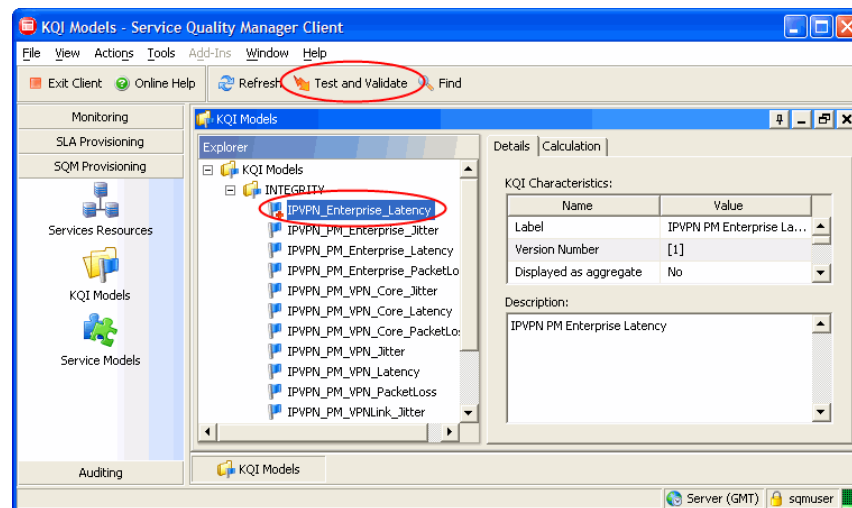 KQI Models - Service Quality Manager Client
File View Actions Tools Add-Ins Window Help
Exit Client Online Help Refresh Test and Validate Find
Monitoring
SLA Provisioning
SQM Provisioning
Services Resources
KQI Models
Service Models
Auditing
KQI Models
Explorer
KQI Models
INTEGRITY
IPVPN_Enterprise_Latency
IPVPN_PM_Enterprise_Jitter
IPVPN_PM_Enterprise_Latency
IPVPN_PM_Enterprise_PacketLo
IPVPN_PM_VPN_Core_Jitter
IPVPN_PM_VPN_Core_Latency
IPVPN_PM_VPN_Core_PacketLo
IPVPN_PM_VPN_Jitter
IPVPN_PM_VPN_Latency
IPVPN_PM_VPN_PacketLoss
IPVPN_PM_VPNLink_Jitter
Details Calculation
KQI Characteristics:
Name Value
Label IPVPN PM Enterprise La...
Version Number [1]
Displayed as aggregate No
Description:
IPVPN PM Enterprise Latency
KQI Models
Server (GMT) sqmuser